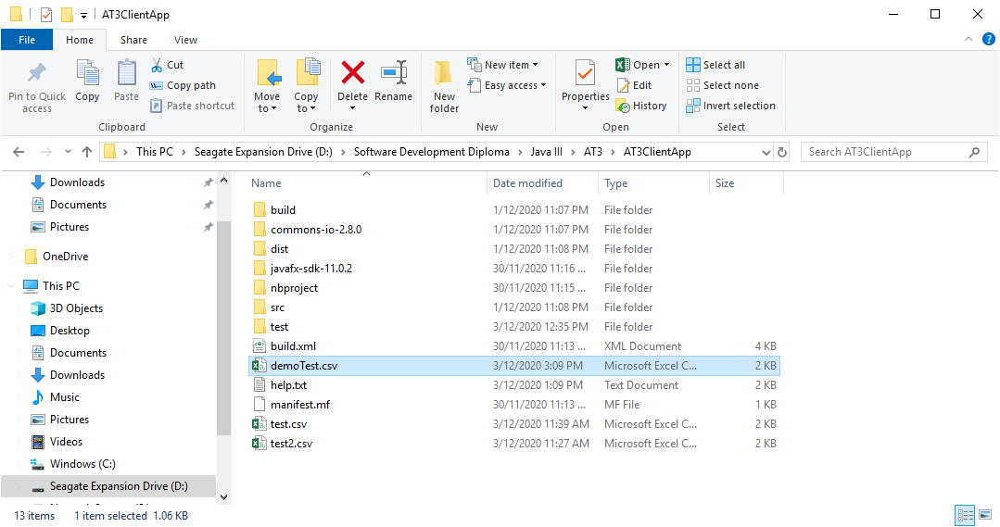 AT3ClientApp
File Home Share View
Pin to Quick access
Copy
Paste
Cut
Copy path
Paste shortcut
Clipboard
Move to
Copy to
Delete
Rename
Organize
New folder
New item
Easy access
New
Properties
Open
Edit
History
Open
Select all
Select none
Invert selection
Select
This PC > Seagate Expansion Drive (D:) > Software Development Diploma > Java III > AT3 > AT3ClientApp
Search AT3ClientApp
Downloads
Documents
Pictures
OneDrive
This PC
3D Objects
Desktop
Documents
Downloads
Music
Pictures
Videos
Windows (C:)
Seagate Expansion Drive (D:)
Name Date modified Type Size
build 1/12/2020 11:07 PM File folder
commons-io-2.8.0 1/12/2020 11:07 PM File folder
dist 1/12/2020 11:08 PM File folder
javafx-sdk-11.0.2 30/11/2020 11:16 ... File folder
nbproject 30/11/2020 11:15 ... File folder
src 1/12/2020 11:08 PM File folder
test 3/12/2020 12:35 PM File folder
build.xml 30/11/2020 11:13 ... XML Document 4 KB
demoTest.csv 3/12/2020 3:09 PM Microsoft Excel C... 2 KB
help.txt 3/12/2020 1:09 PM Text Document 2 KB
manifest.mf 30/11/2020 11:13 ... MF File 1 KB
test.csv 3/12/2020 11:39 AM Microsoft Excel C... 2 KB
test2.csv 3/12/2020 11:27 AM Microsoft Excel C... 2 KB
13 items 1 item selected 1.06 KB